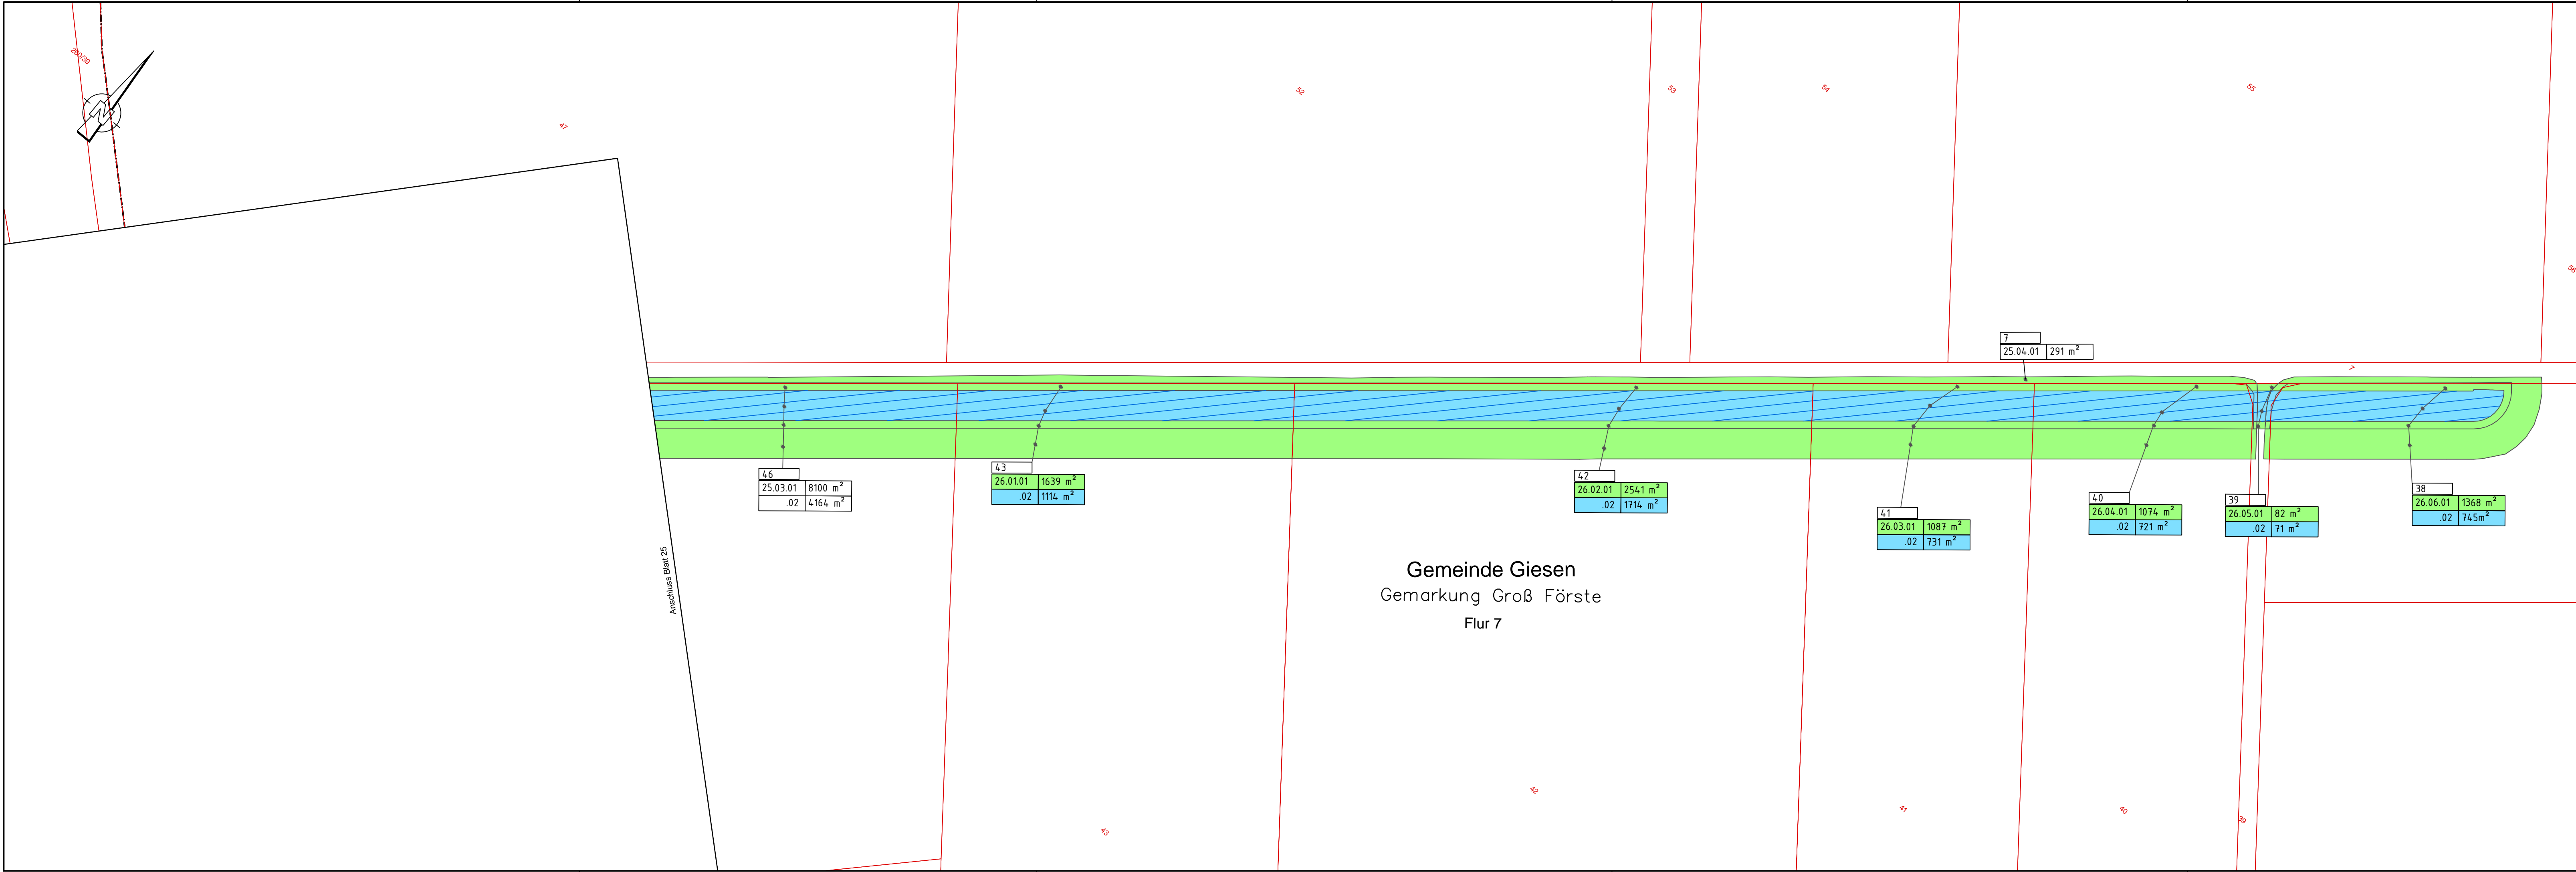 260/39
N
47
52
53
54
55
56
7
25.04.01 291 m²
7
46
25.03.01 8100 m²
.02 4164 m²
43
26.01.01 1639 m²
.02 1114 m²
42
26.02.01 2541 m²
.02 1714 m²
41
26.03.01 1087 m²
.02 731 m²
40
26.04.01 1074 m²
.02 721 m²
39
26.05.01 82 m²
.02 71 m²
38
26.06.01 1368 m²
.02 745m²
Anschluss Blatt 25
Gemeinde Giesen
Gemarkung Groß Förste
Flur 7
43
42
41
40
39